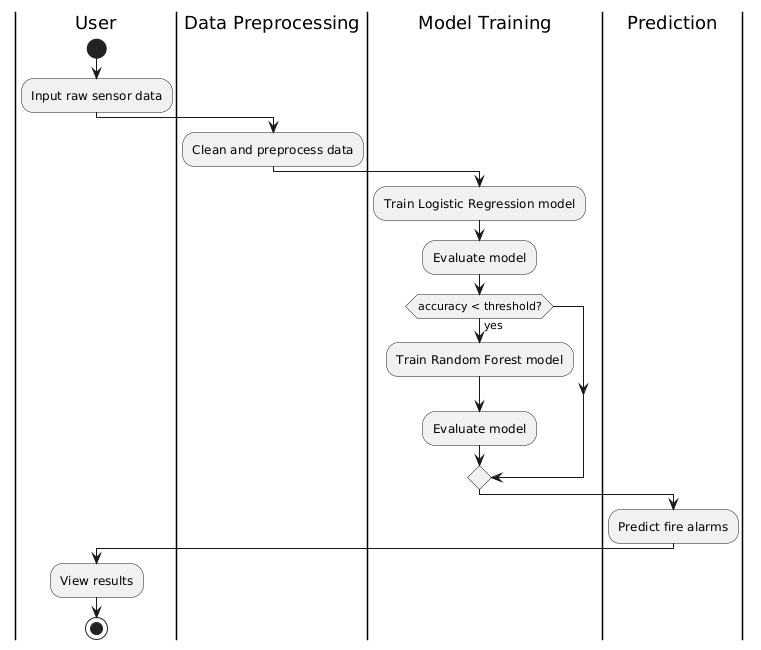 User
Data Preprocessing
Model Training
Prediction
Input raw sensor data
Clean and preprocess data
Train Logistic Regression model
Evaluate model
accuracy < threshold?
yes
Train Random Forest model
Evaluate model
Predict fire alarms
View results